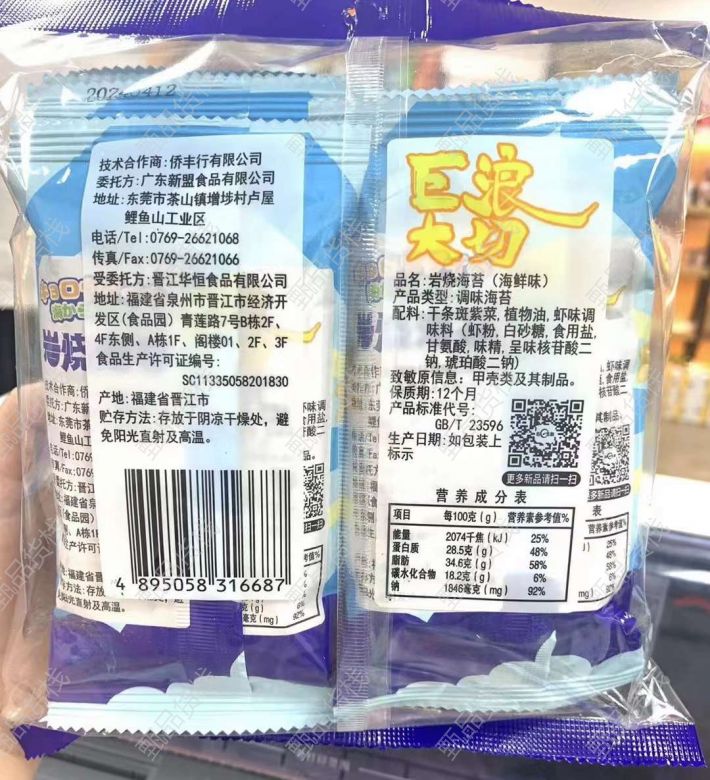 技术合作商：侨丰行有限公司
委托方：广东新盟食品有限公司
地址：东莞市茶山镇增埗村卢屋
鲤鱼山工业区
电话/Tel:0769-26621068
传真/Fax:0769-26621066
受委托方：晋江华恒食品有限公司
地址：福建省泉州市晋江市经济开
发区(食品园) 青莲路7号B栋2F、
4F东侧、A栋1F、阁楼01、2F、3F
食品生产许可证编号：
SC11335058201830
产地：福建省晋江市
贮存方法：存放于阴凉干燥处，避
免阳光直射及高温。
4 895058 316687
巨浪
大切
品名：岩烧海苔（海鲜味）
产品类型：调味海苔
配料：干条斑紫菜，植物油，虾味调
味料（虾粉，白砂糖，食用盐，
甘氨酸，味精，呈味核苷酸二
钠，琥珀酸二钠）
致敏原信息：甲壳类及其制品。
保质期：12个月
产品标准代号：
GB/T 23596
生产日期：如包装上
标示
更多新品请扫一扫
营养成分表
项目 每100克(g) 营养素参考值%
能量 2074千焦(kJ) 25%
蛋白质 28.5克(g) 48%
脂肪 34.6克(g) 58%
碳水化合物 18.2克(g) 6%
钠 1846毫克(mg) 92%